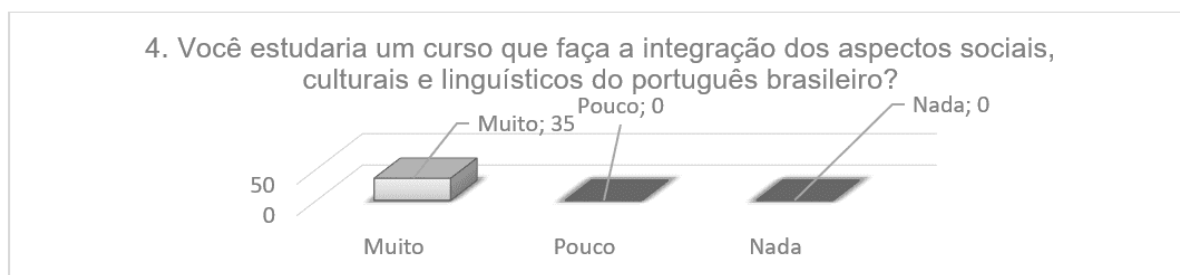 4. Você estudaria um curso que faça a integração dos aspectos sociais,
culturais e linguísticos do português brasileiro?
Muito; 35
Pouco; 0
Nada; 0
50
0
Muito
Pouco
Nada